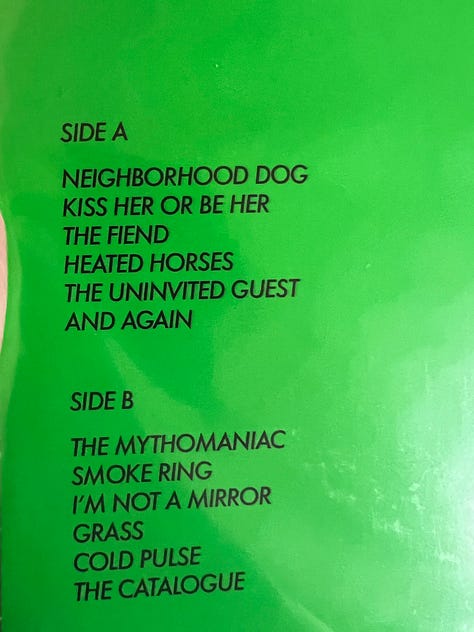 SIDE A
NEIGHBORHOOD DOG
KISS HER OR BE HER
THE FIEND
HEATED HORSES
THE UNINVITED GUEST
AND AGAIN
SIDE B
THE MYTHOMANIAC
SMOKE RING
I'M NOT A MIRROR
GRASS
COLD PULSE
THE CATALOGUE